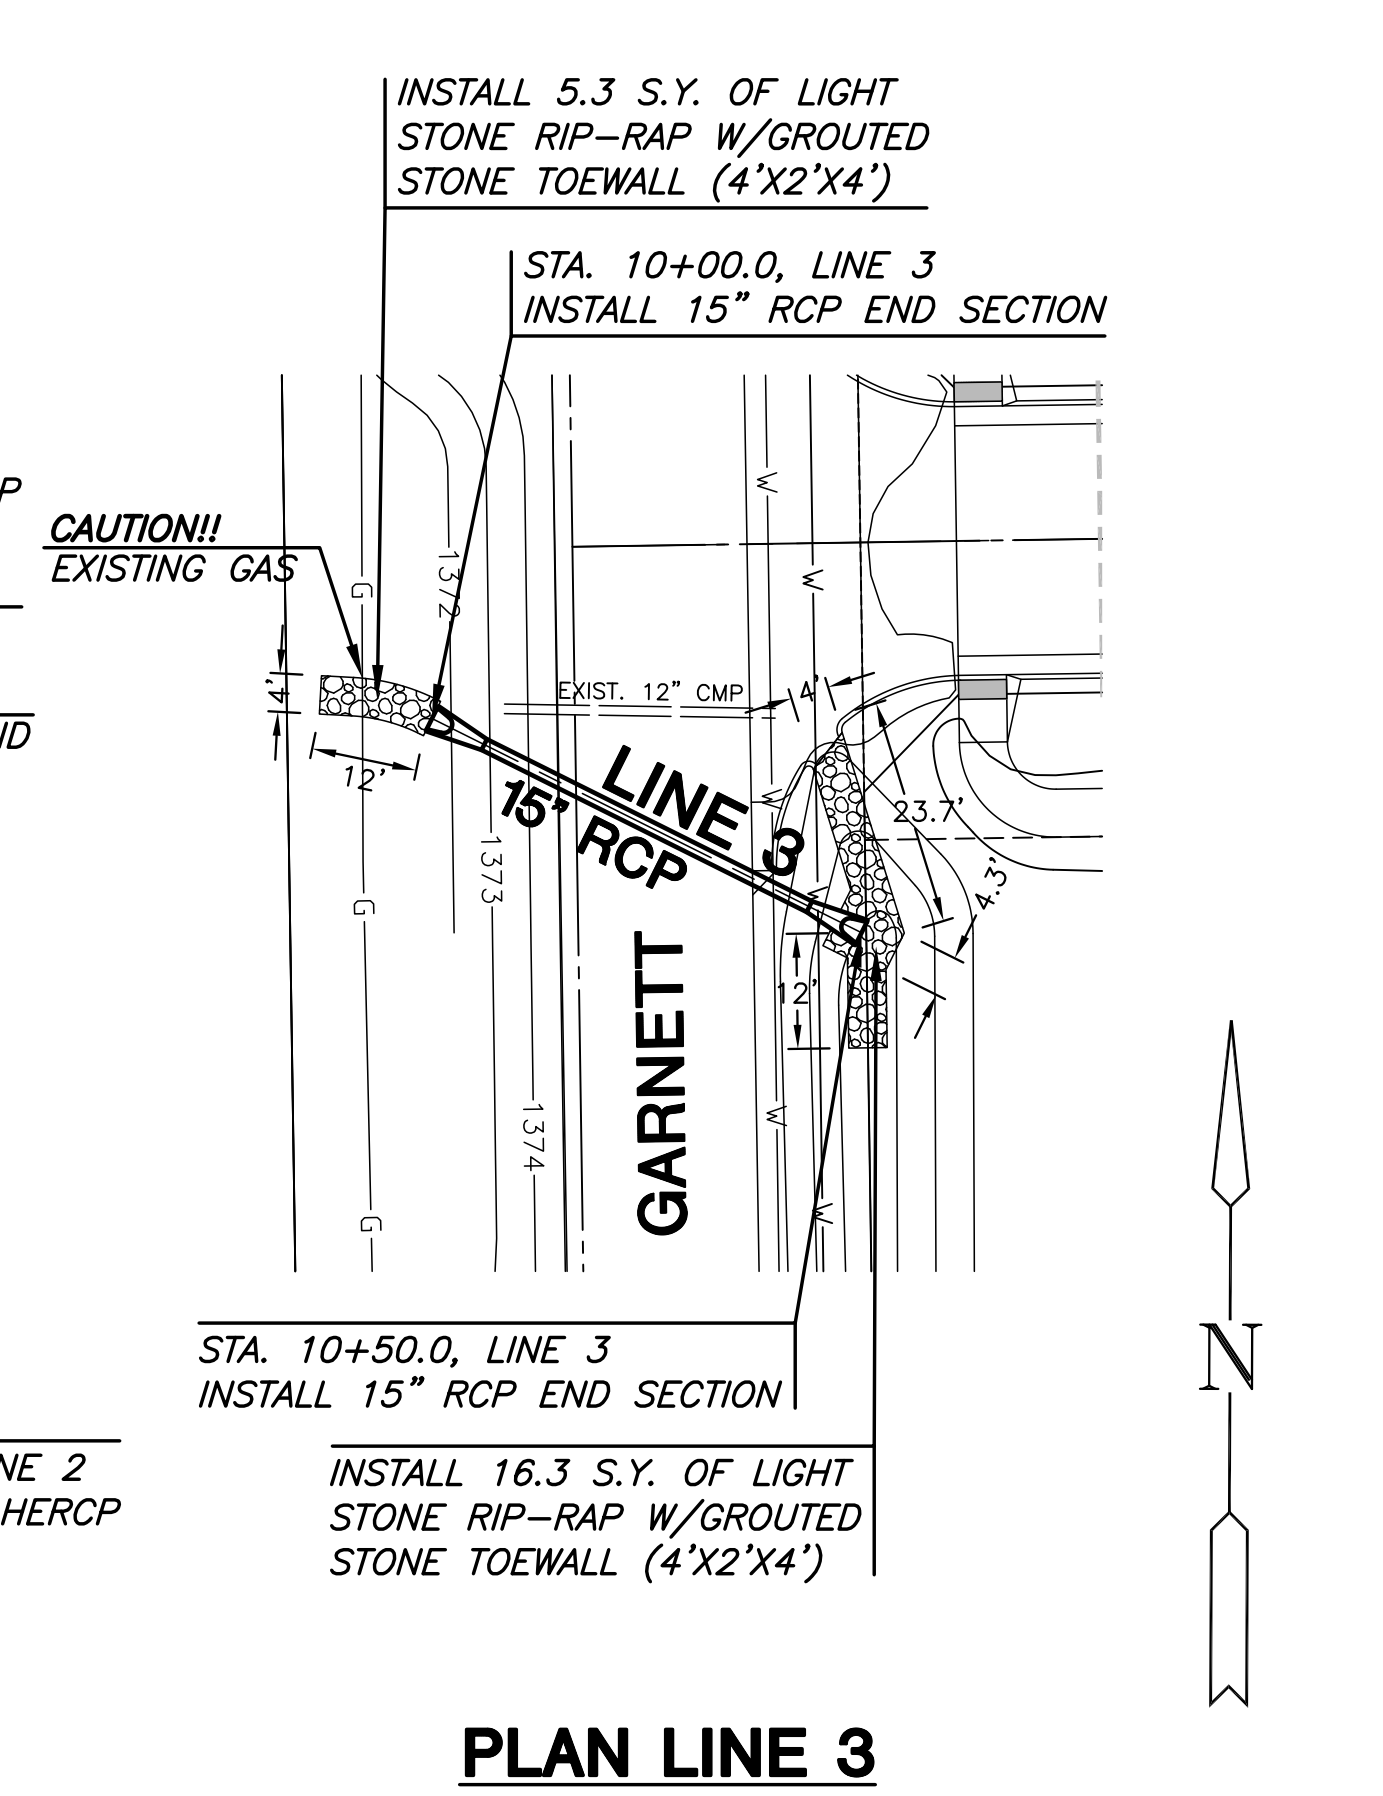 INSTALL 5.3 S.Y. OF LIGHT
STONE RIP-RAP W/GROUTED
STONE TOEWALL (4'X2'X4')
STA. 10+00.0, LINE 3
INSTALL 15" RCP END SECTION
P
CAUTION!!
EXISTING GAS
ND
W
W
G
1372
4'
12'
EXIST. 12" CMP
4'
LINE 3
15" RCP
W
23.7'
4.3'
1373
G
W
12'
GARNETT
1374
W
G
W
STA. 10+50.0, LINE 3
INSTALL 15" RCP END SECTION
N
NE 2
HERCP
INSTALL 16.3 S.Y. OF LIGHT
STONE RIP-RAP W/GROUTED
STONE TOEWALL (4'X2'X4')
PLAN LINE 3